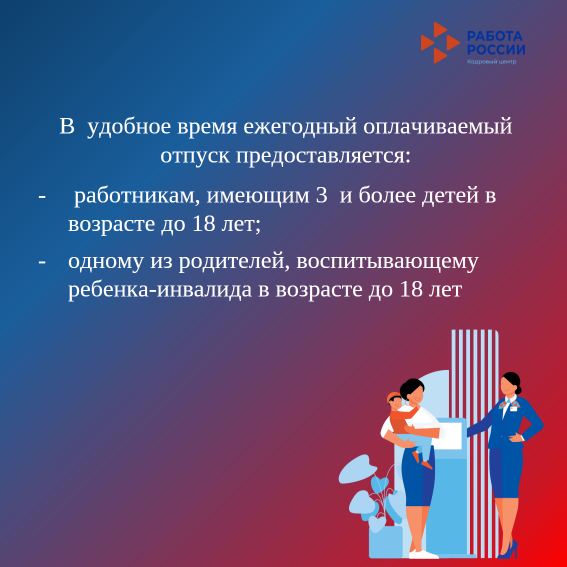 РАБОТА
РОССИИ
Кадровый центр
В удобное время ежегодный оплачиваемый
отпуск предоставляется:
- работникам, имеющим 3 и более детей в
возрасте до 18 лет;
- одному из родителей, воспитывающему
ребенка-инвалида в возрасте до 18 лет